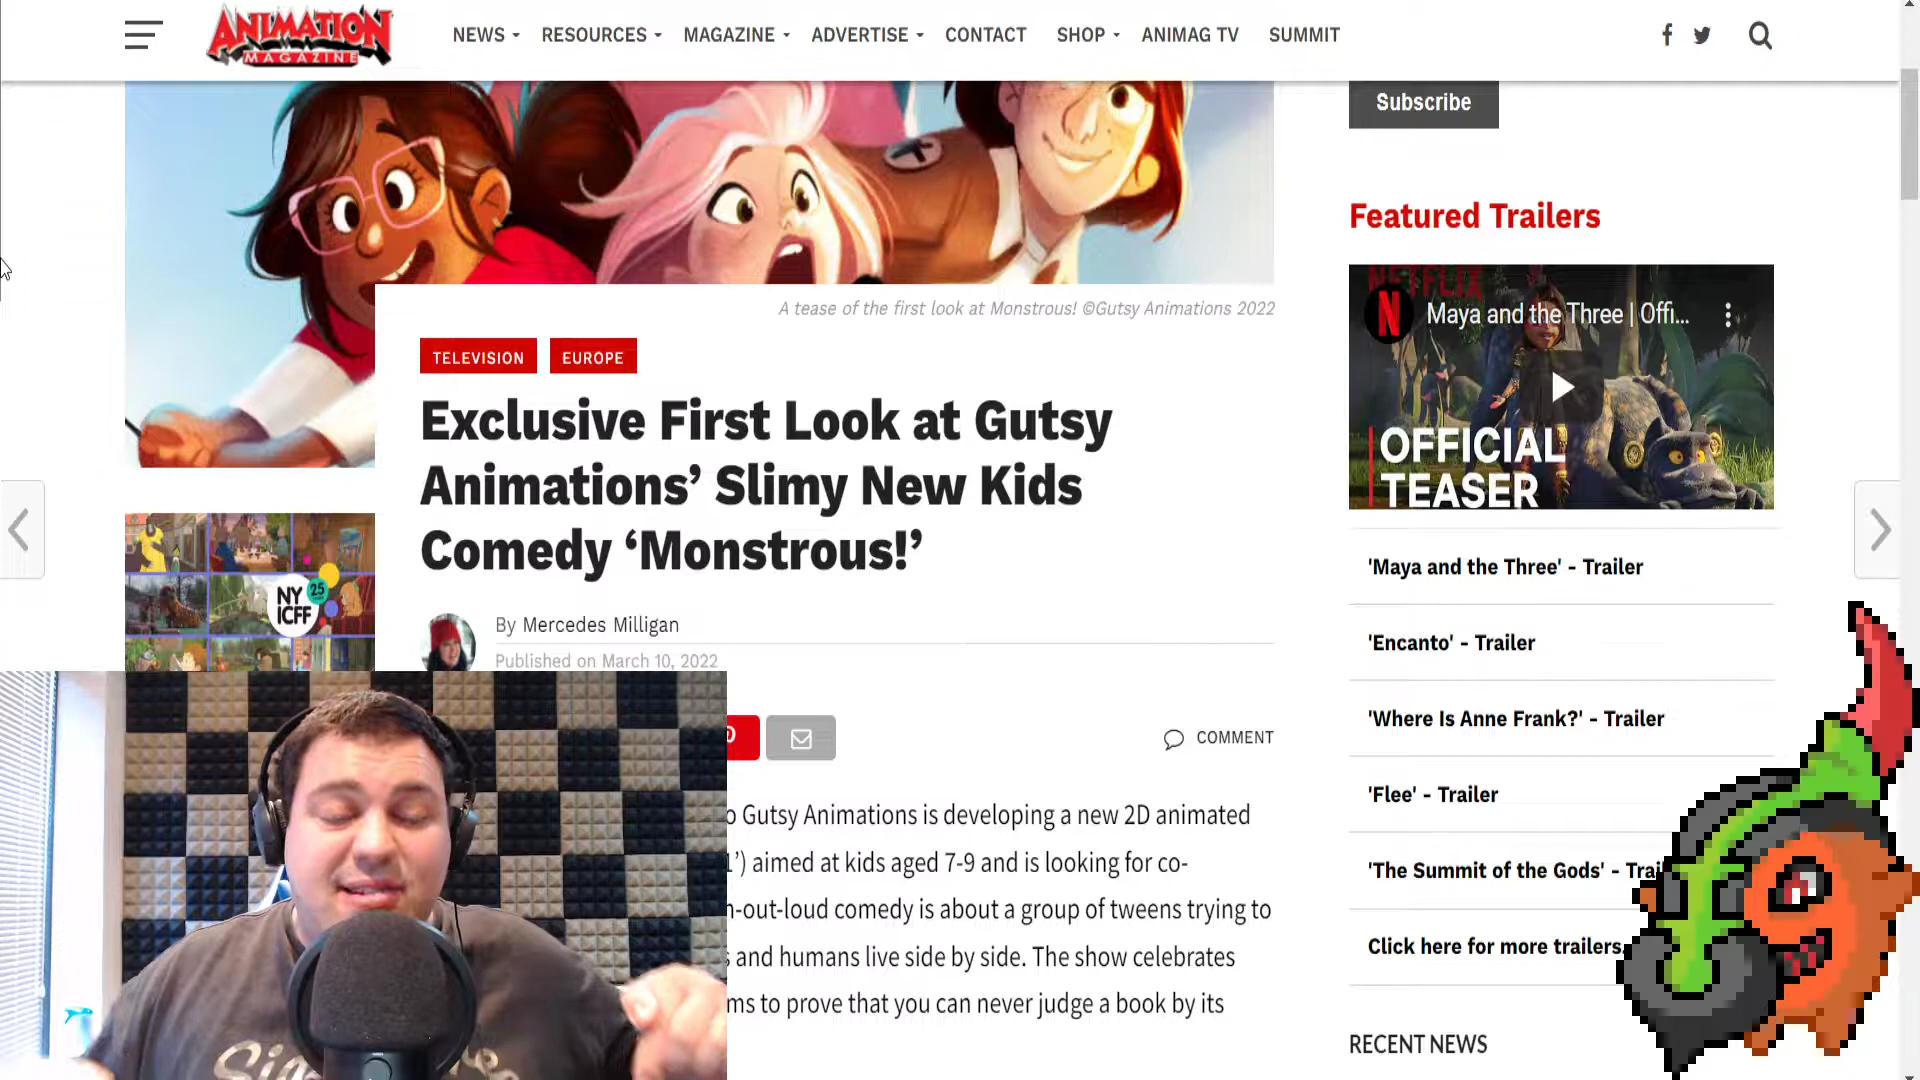 ANIMATION
MAGAZINE
NEWS
RESOURCES
MAGAZINE
ADVERTISE
CONTACT
SHOP
ANIMAG TV
SUMMIT
A tease of the first look at Monstrous! ©Gutsy Animations 2022
TELEVISION
EUROPE
Exclusive First Look at Gutsy
Animations’ Slimy New Kids
Comedy ‘Monstrous!’
NY
ICFF
25
By Mercedes Milligan
Published on March 10, 2022
COMMENT
Gutsy Animations is developing a new 2D animated
1’) aimed at kids aged 7-9 and is looking for co-
-out-loud comedy is about a group of tweens trying to
and humans live side by side. The show celebrates
ms to prove that you can never judge a book by its
Subscribe
Featured Trailers
NETFLIX
N
Maya and the Three | Offi...
OFFICIAL
TEASER
'Maya and the Three' - Trailer
'Encanto' - Trailer
'Where Is Anne Frank?' - Trailer
'Flee' - Trailer
'The Summit of the Gods' - Trai
Click here for more trailers.
RECENT NEWS